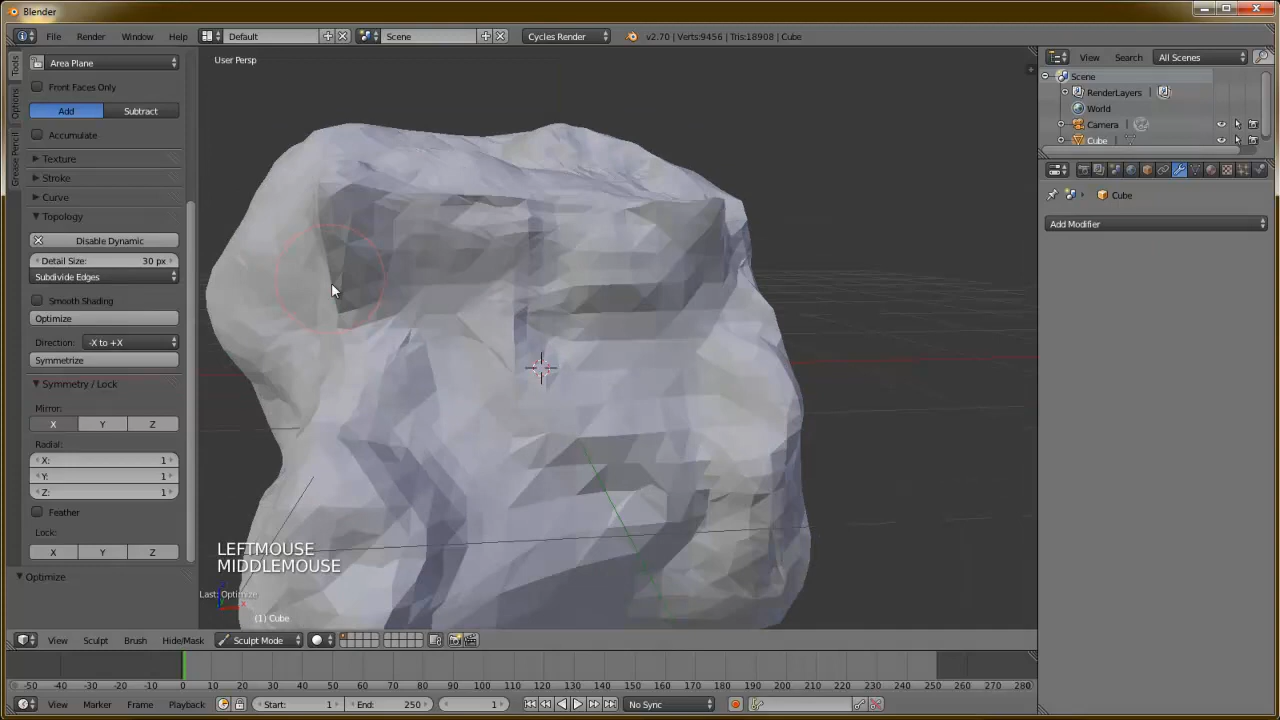 Blender
File Render Window Help Default Scene Cycles Render v2.70 | Verts:9456 | Tris:18908 | Cube
Area Plane
Front Faces Only
Add Subtract
Accumulate
Texture
Stroke
Curve
Topology
Disable Dynamic
Detail Size: 30 px
Subdivide Edges
Smooth Shading
Optimize
Direction: -X to +X
Symmetrize
Symmetry / Lock
Mirror:
X Y Z
Radial:
X: 1
Y: 1
Z: 1
Feather
Lock:
X Y Z
Optimize
Tools
Options
Grease Pencil
User Persp
LEFTMOUSE
MIDDLEMOUSE
Last: Optimize
(1) Cube
View Search All Scenes
Scene
RenderLayers
World
Camera
Cube
Cube
Add Modifier
View Sculpt Brush Hide/Mask Sculpt Mode
-50 -40 -30 -20 -10 0 10 20 30 40 50 60 70 80 90 100 110 120 130 140 150 160 170 180 190 200 210 220 230 240 250 260 270 280
View Marker Frame Playback Start: 1 End: 250 1 No Sync